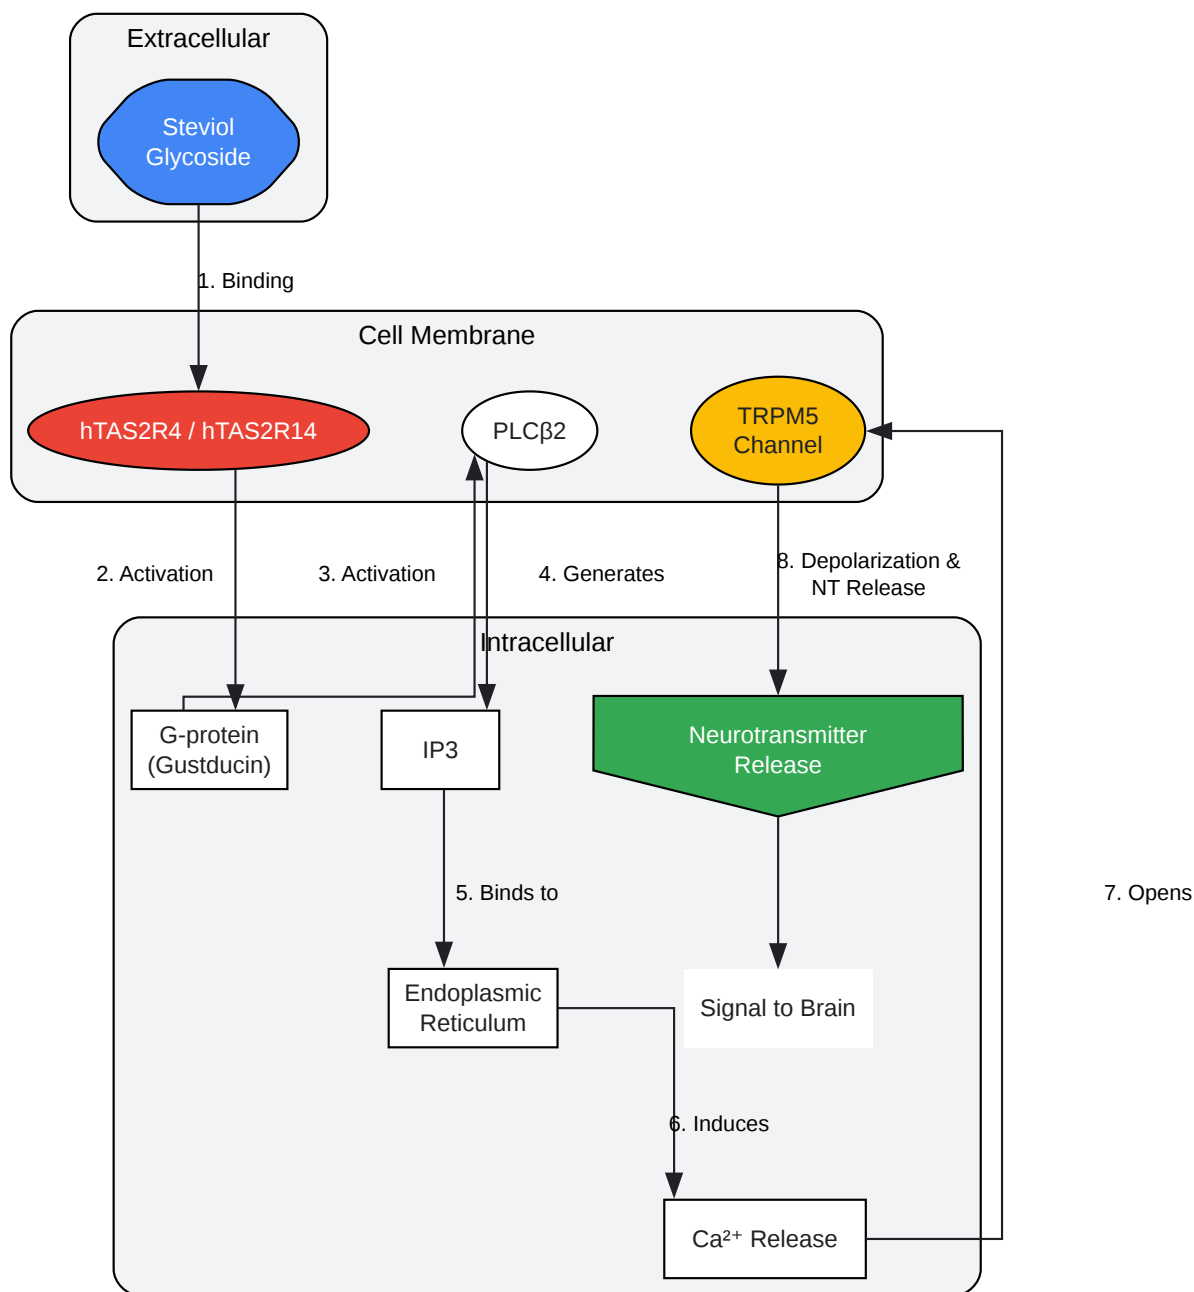 Extracellular
Steviol
Glycoside
1. Binding
Cell Membrane
hTAS2R4 / hTAS2R14
PLCβ2
TRPM5
Channel
2. Activation
3. Activation
4. Generates
8. Depolarization &
NT Release
Intracellular
G-protein
(Gustducin)
IP3
Neurotransmitter
Release
5. Binds to
7. Opens
Endoplasmic
Reticulum
Signal to Brain
6. Induces
Ca²⁺ Release